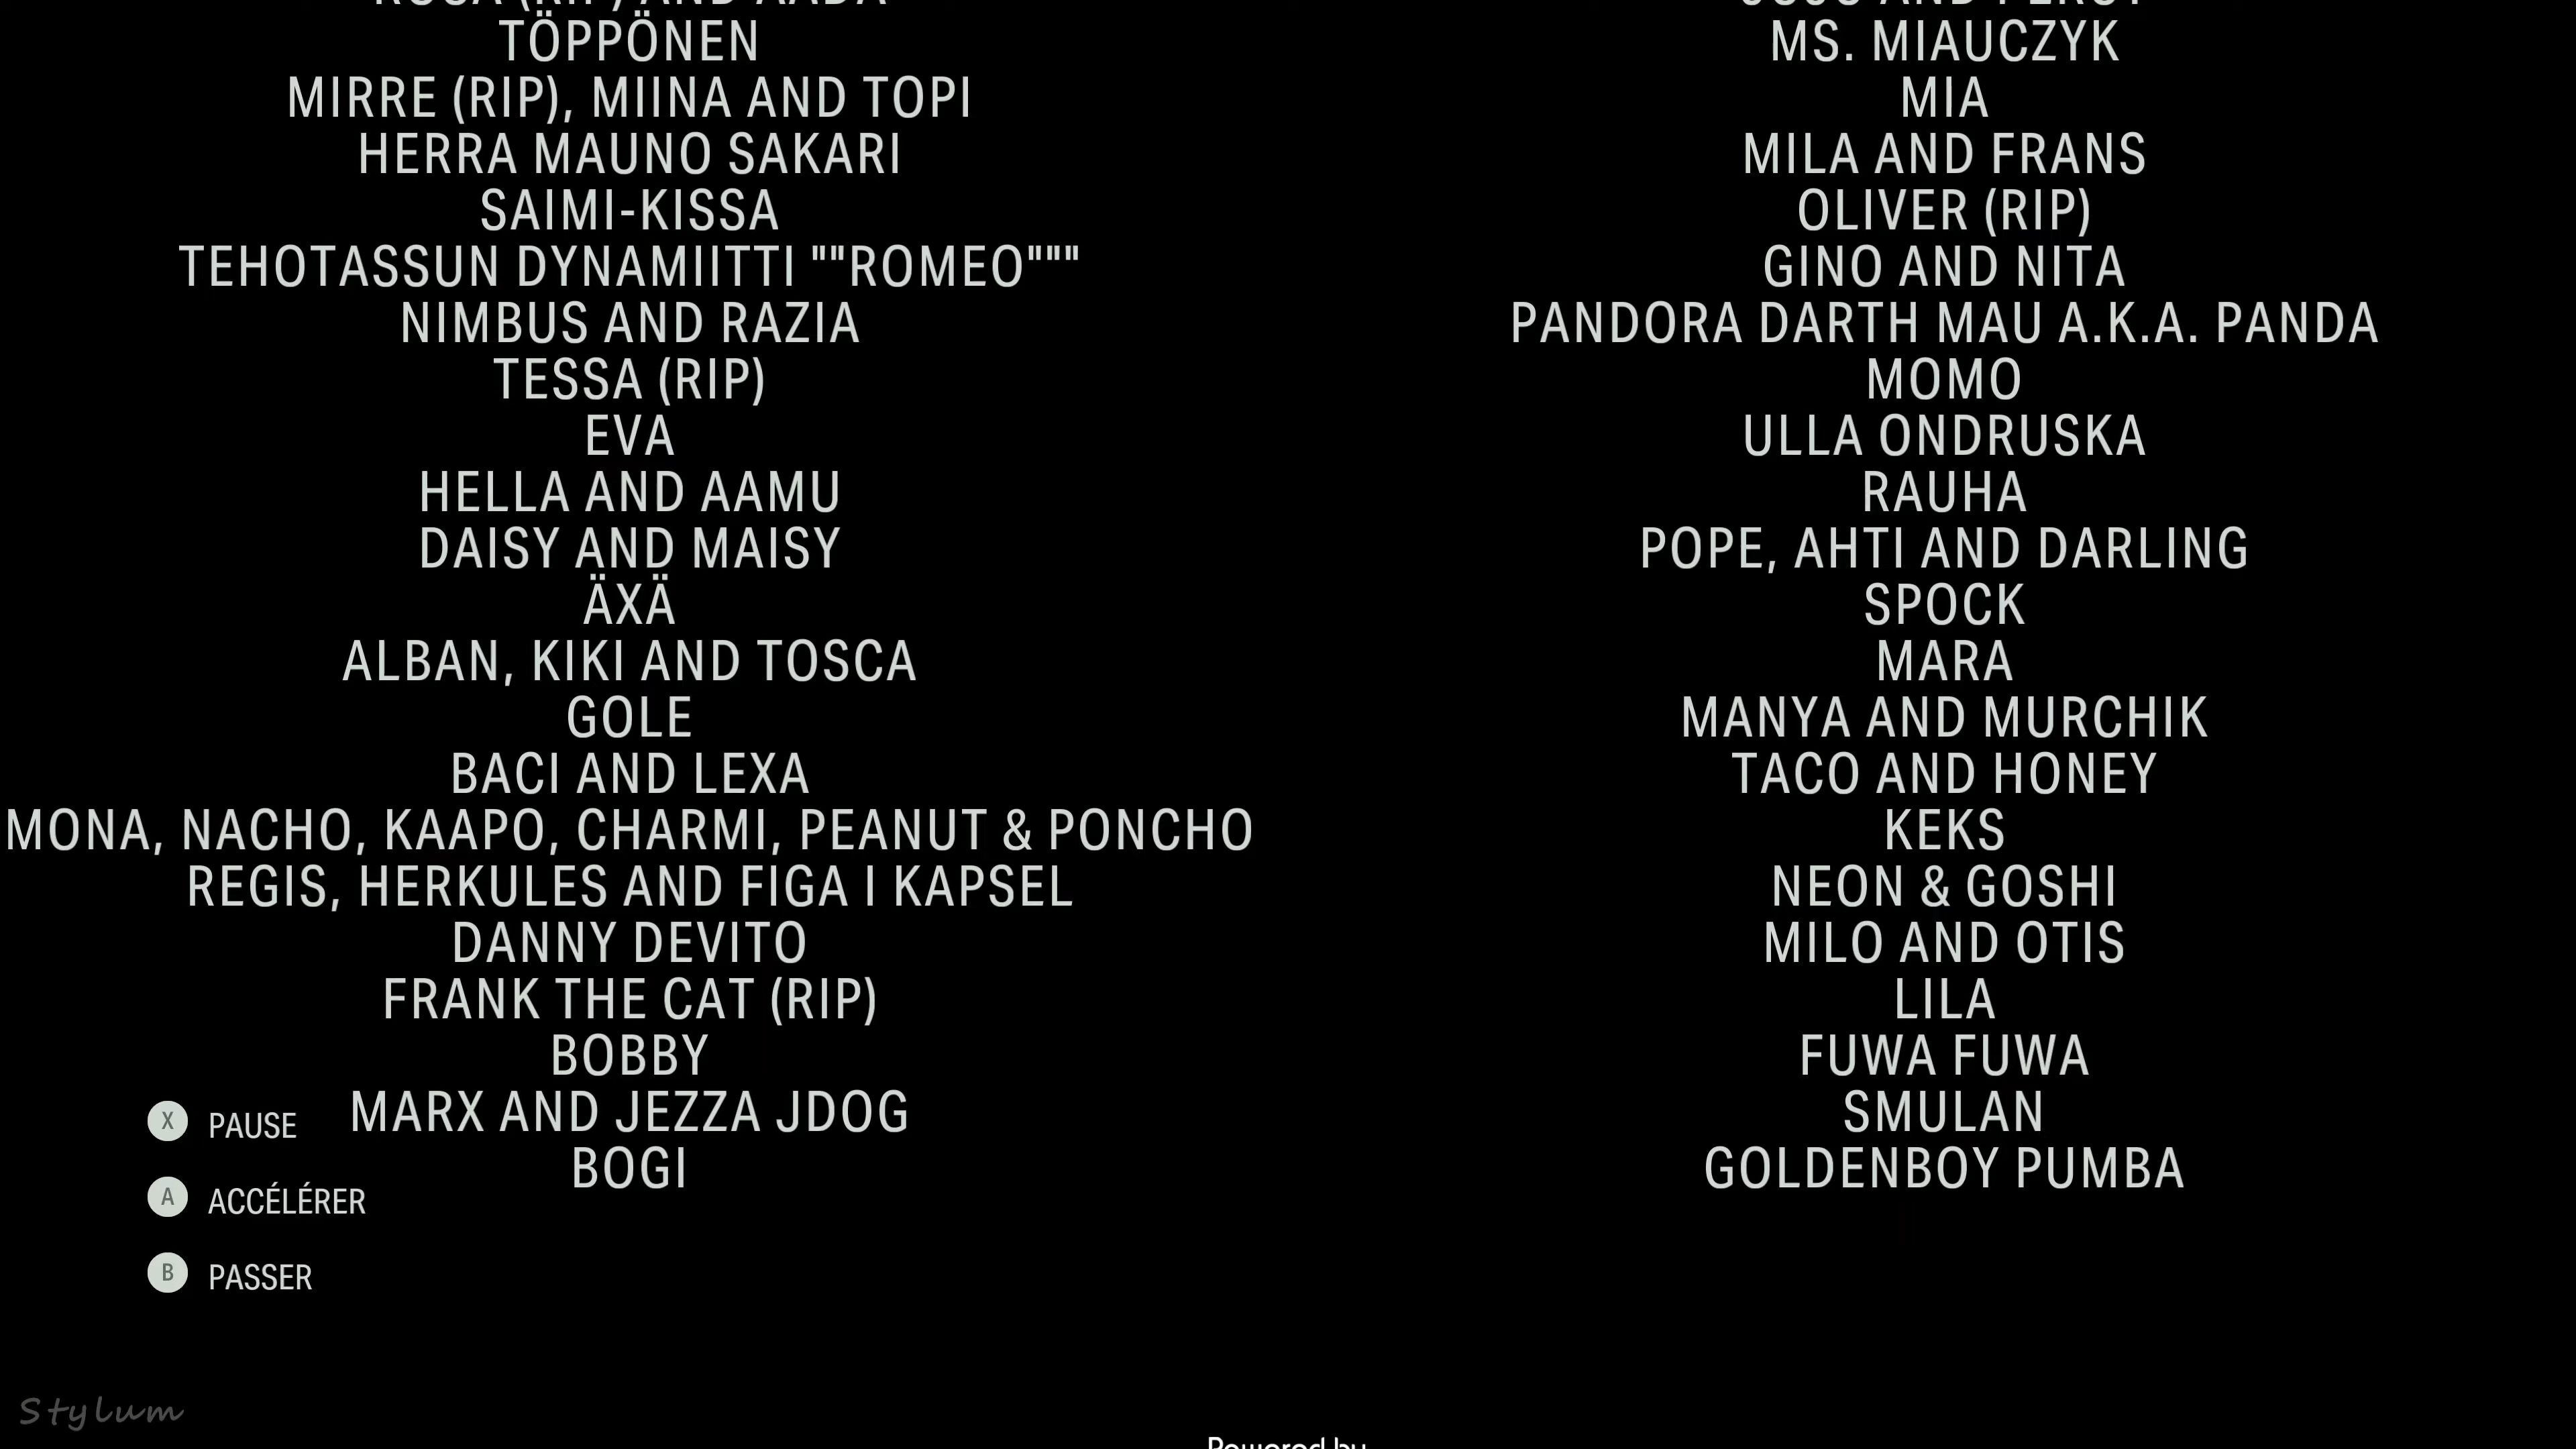 TÖPPÖNEN
MIRRE (RIP), MIINA AND TOPI
HERRA MAUNO SAKARI
SAIMI-KISSA
TEHOTASSUN DYNAMIITTI ""ROMEO"""
NIMBUS AND RAZIA
TESSA (RIP)
EVA
HELLA AND AAMU
DAISY AND MAISY
ÄXÄ
ALBAN, KIKI AND TOSCA
GOLE
BACI AND LEXA
MONA, NACHO, KAAPO, CHARMI, PEANUT & PONCHO
REGIS, HERKULES AND FIGA I KAPSEL
DANNY DEVITO
FRANK THE CAT (RIP)
BOBBY
MARX AND JEZZA JDOG
BOGI
MS. MIAUCZYK
MIA
MILA AND FRANS
OLIVER (RIP)
GINO AND NITA
PANDORA DARTH MAU A.K.A. PANDA
MOMO
ULLA ONDRUSKA
RAUHA
POPE, AHTI AND DARLING
SPOCK
MARA
MANYA AND MURCHIK
TACO AND HONEY
KEKS
NEON & GOSHI
MILO AND OTIS
LILA
FUWA FUWA
SMULAN
GOLDENBOY PUMBA
X PAUSE
A ACCÉLÉRER
B PASSER
Stylum
Powered by